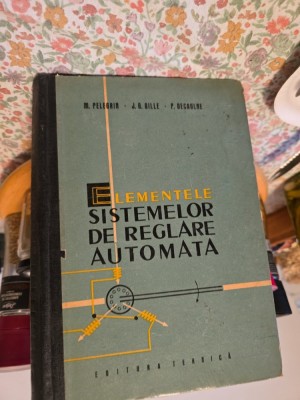 M. PELEGRIN · J. G. GILLE · P. DECAULNE
ELEMENTELE
SISTEMELOR
DE REGLARE
AUTOMATĂ
EDITURA TEHNICĂ